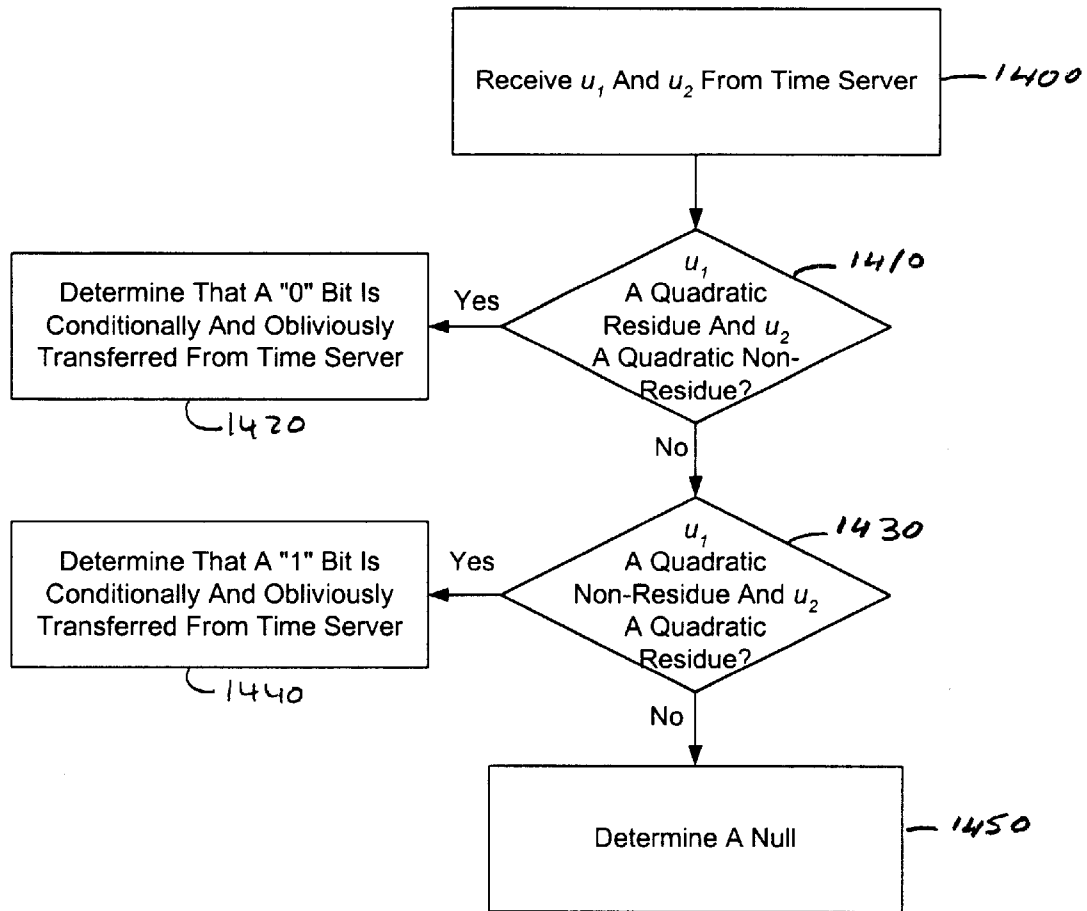 Receive u1 And u2 From Time Server
1400
u1
A Quadratic
Residue And u2
A Quadratic Non-
Residue?
1410
Yes
Determine That A "0" Bit Is
Conditionally And Obliviously
Transferred From Time Server
1420
No
u1
A Quadratic
Non-Residue And u2
A Quadratic
Residue?
1430
Yes
Determine That A "1" Bit Is
Conditionally And Obliviously
Transferred From Time Server
1440
No
Determine A Null
1450